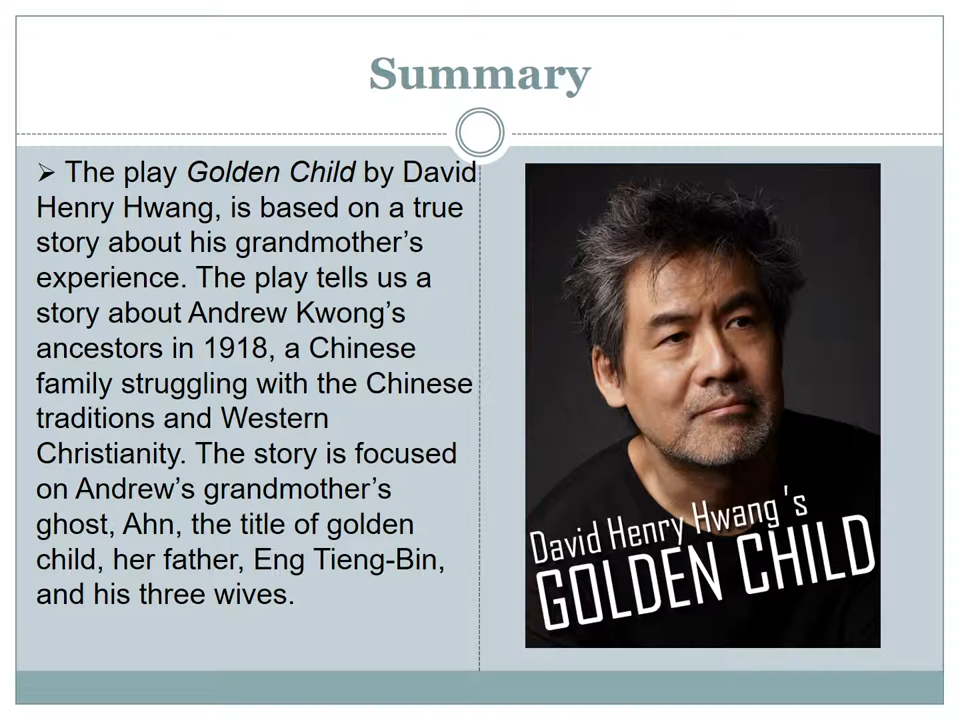 Summary
➢ The play Golden Child by David
Henry Hwang, is based on a true
story about his grandmother’s
experience. The play tells us a
story about Andrew Kwong’s
ancestors in 1918, a Chinese
family struggling with the Chinese
traditions and Western
Christianity. The story is focused
on Andrew’s grandmother’s
ghost, Ahn, the title of golden
child, her father, Eng Tieng-Bin,
and his three wives.
David Henry Hwang's
GOLDEN CHILD